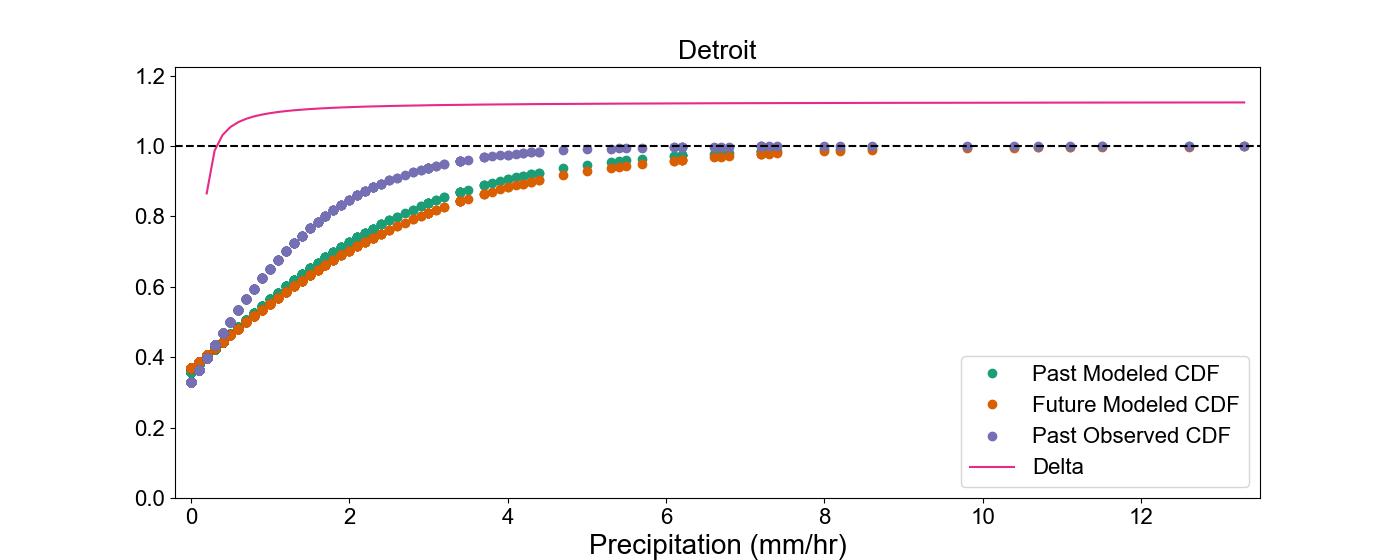 Detroit
1.2
1.0
0.8
0.6
0.4
0.2
0.0
0 2 4 6 8 10 12
Precipitation (mm/hr)
Past Modeled CDF
Future Modeled CDF
Past Observed CDF
Delta